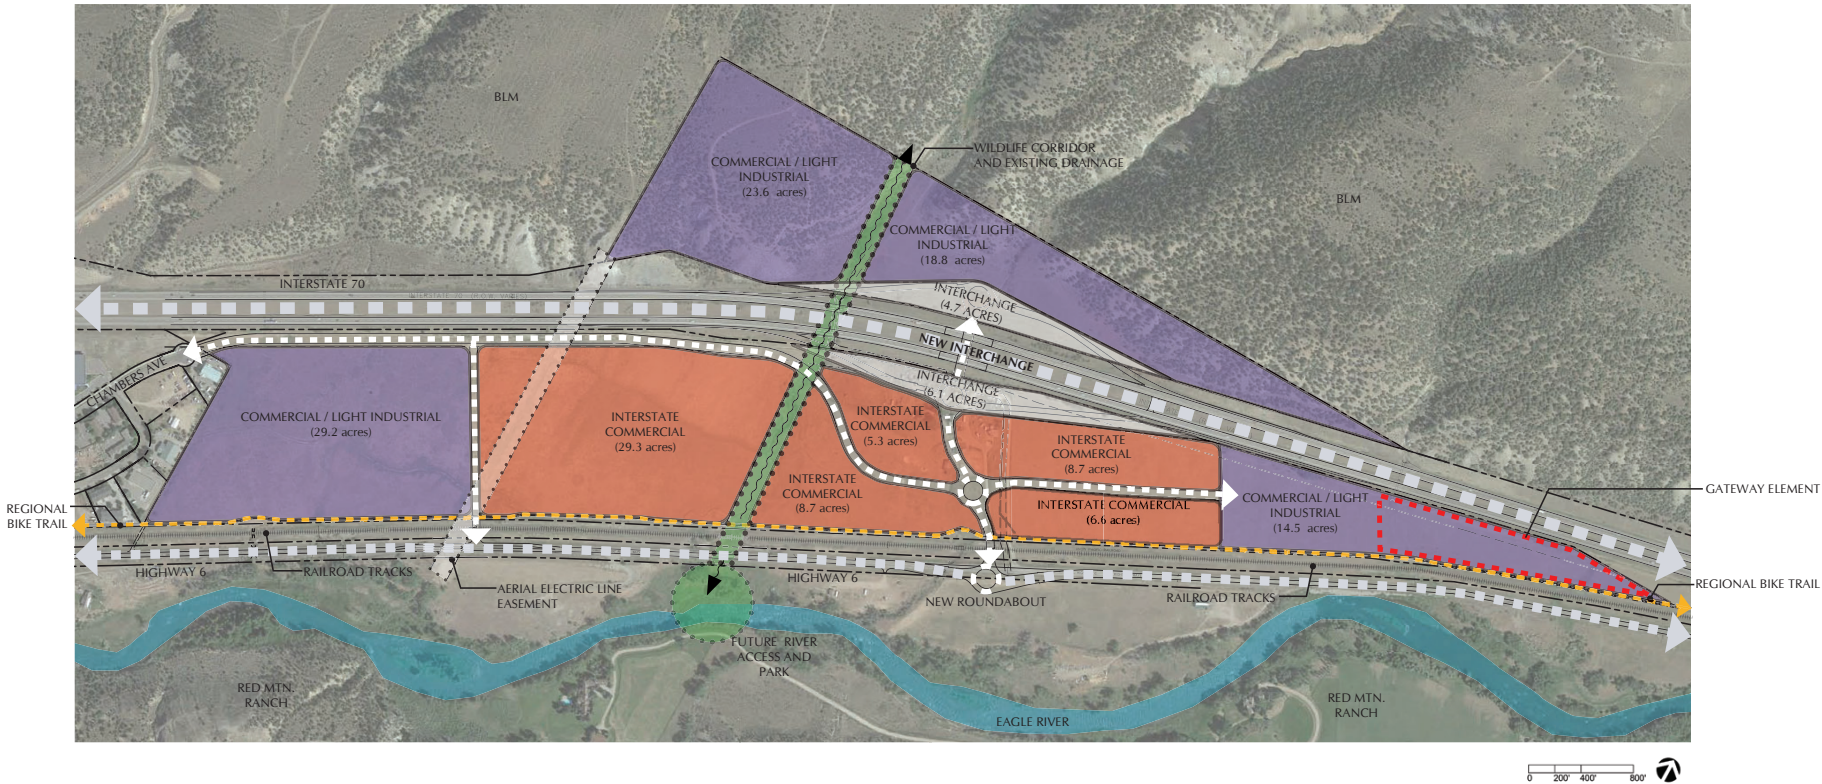 BLM
COMMERCIAL / LIGHT
INDUSTRIAL
(23.6 acres)
WILDLIFE CORRIDOR
AND EXISTING DRAINAGE
BLM
COMMERCIAL / LIGHT
INDUSTRIAL
(18.8 acres)
INTERSTATE 70
INTERCHANGE
(4.7 ACRES)
NEW INTERCHANGE
INTERCHANGE
(6.1 ACRES)
CHAMBERS AVE
COMMERCIAL / LIGHT INDUSTRIAL
(29.2 acres)
INTERSTATE
COMMERCIAL
(29.3 acres)
INTERSTATE
COMMERCIAL
(5.3 acres)
INTERSTATE
COMMERCIAL
(8.7 acres)
INTERSTATE
COMMERCIAL
(8.7 acres)
INTERSTATE COMMERCIAL
(6.6 acres)
COMMERCIAL / LIGHT
INDUSTRIAL
(14.5 acres)
GATEWAY ELEMENT
REGIONAL
BIKE TRAIL
HIGHWAY 6
RAILROAD TRACKS
AERIAL ELECTRIC LINE
EASEMENT
HIGHWAY 6
NEW ROUNDABOUT
RAILROAD TRACKS
REGIONAL BIKE TRAIL
FUTURE RIVER
ACCESS AND
PARK
RED MTN.
RANCH
EAGLE RIVER
RED MTN.
RANCH
0 200' 400' 800'